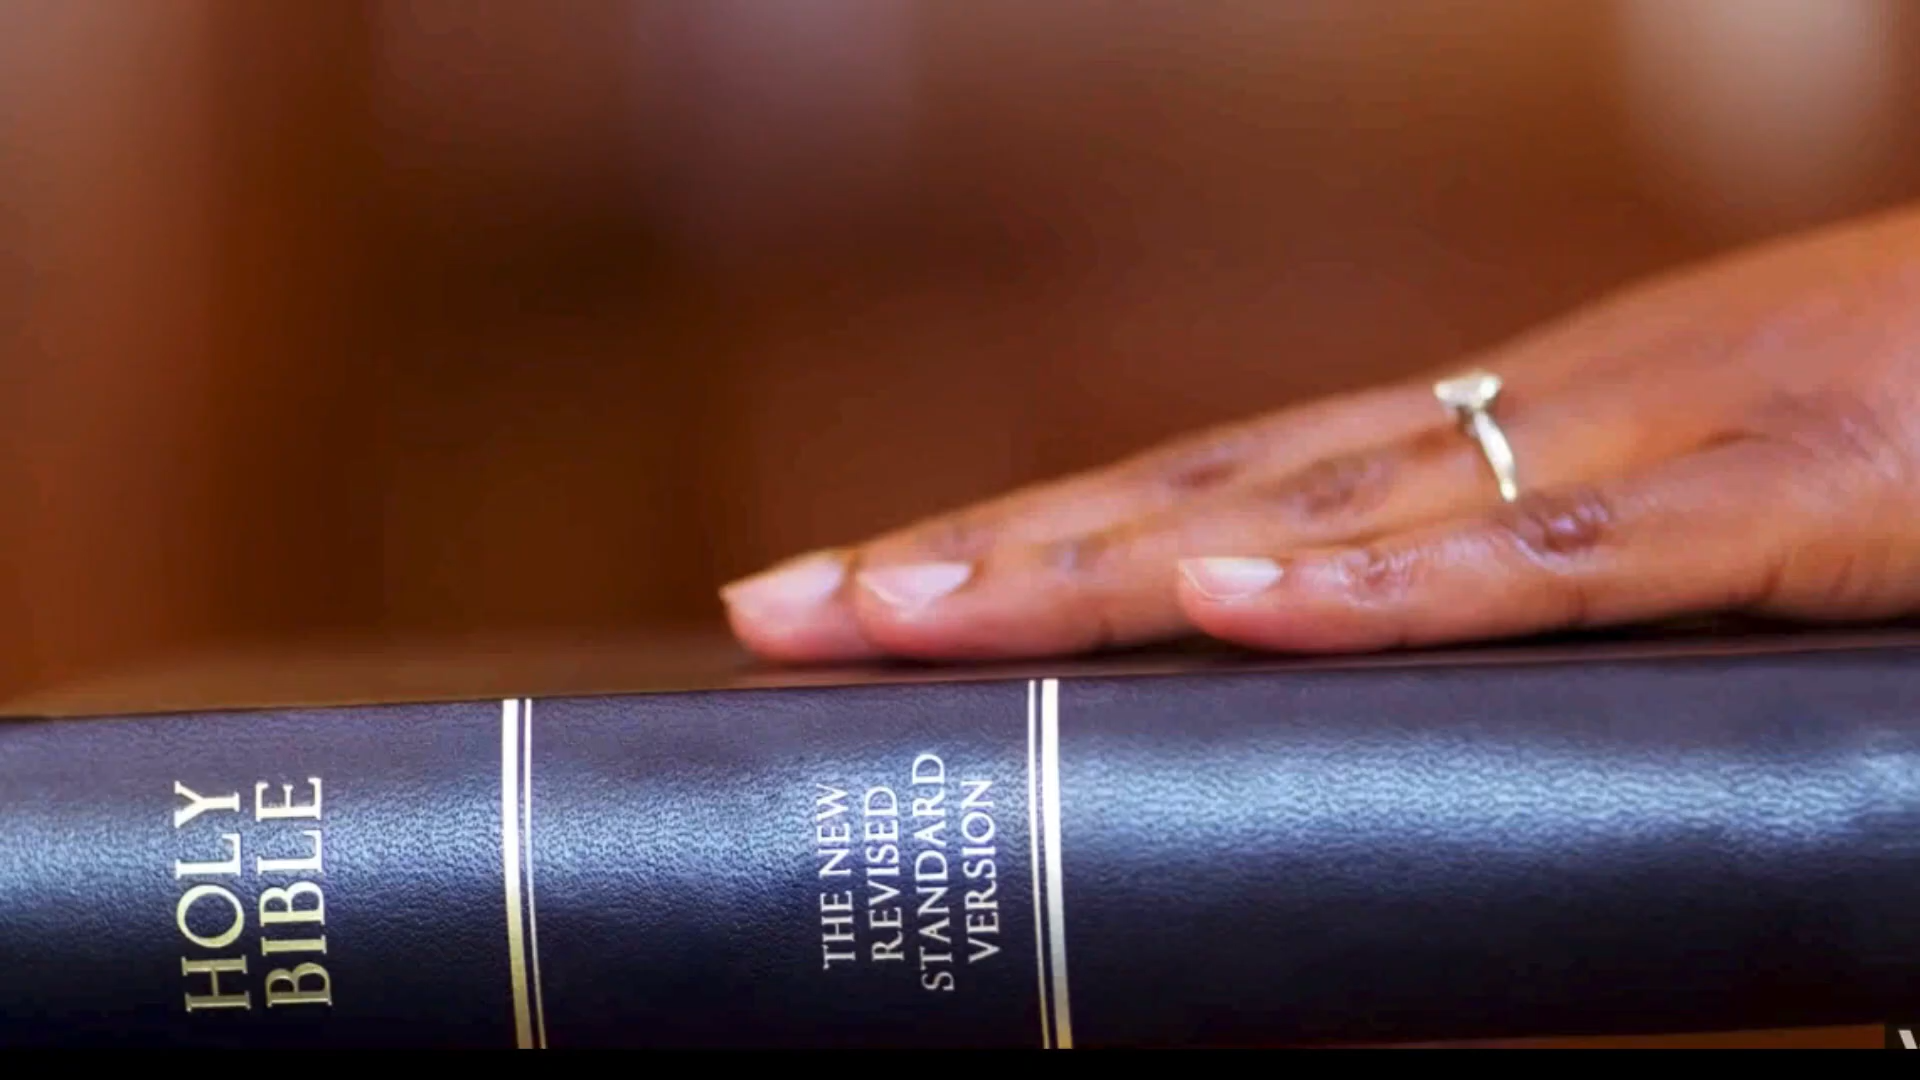 HOLY
BIBLE
THE NEW
REVISED
STANDARD
VERSION